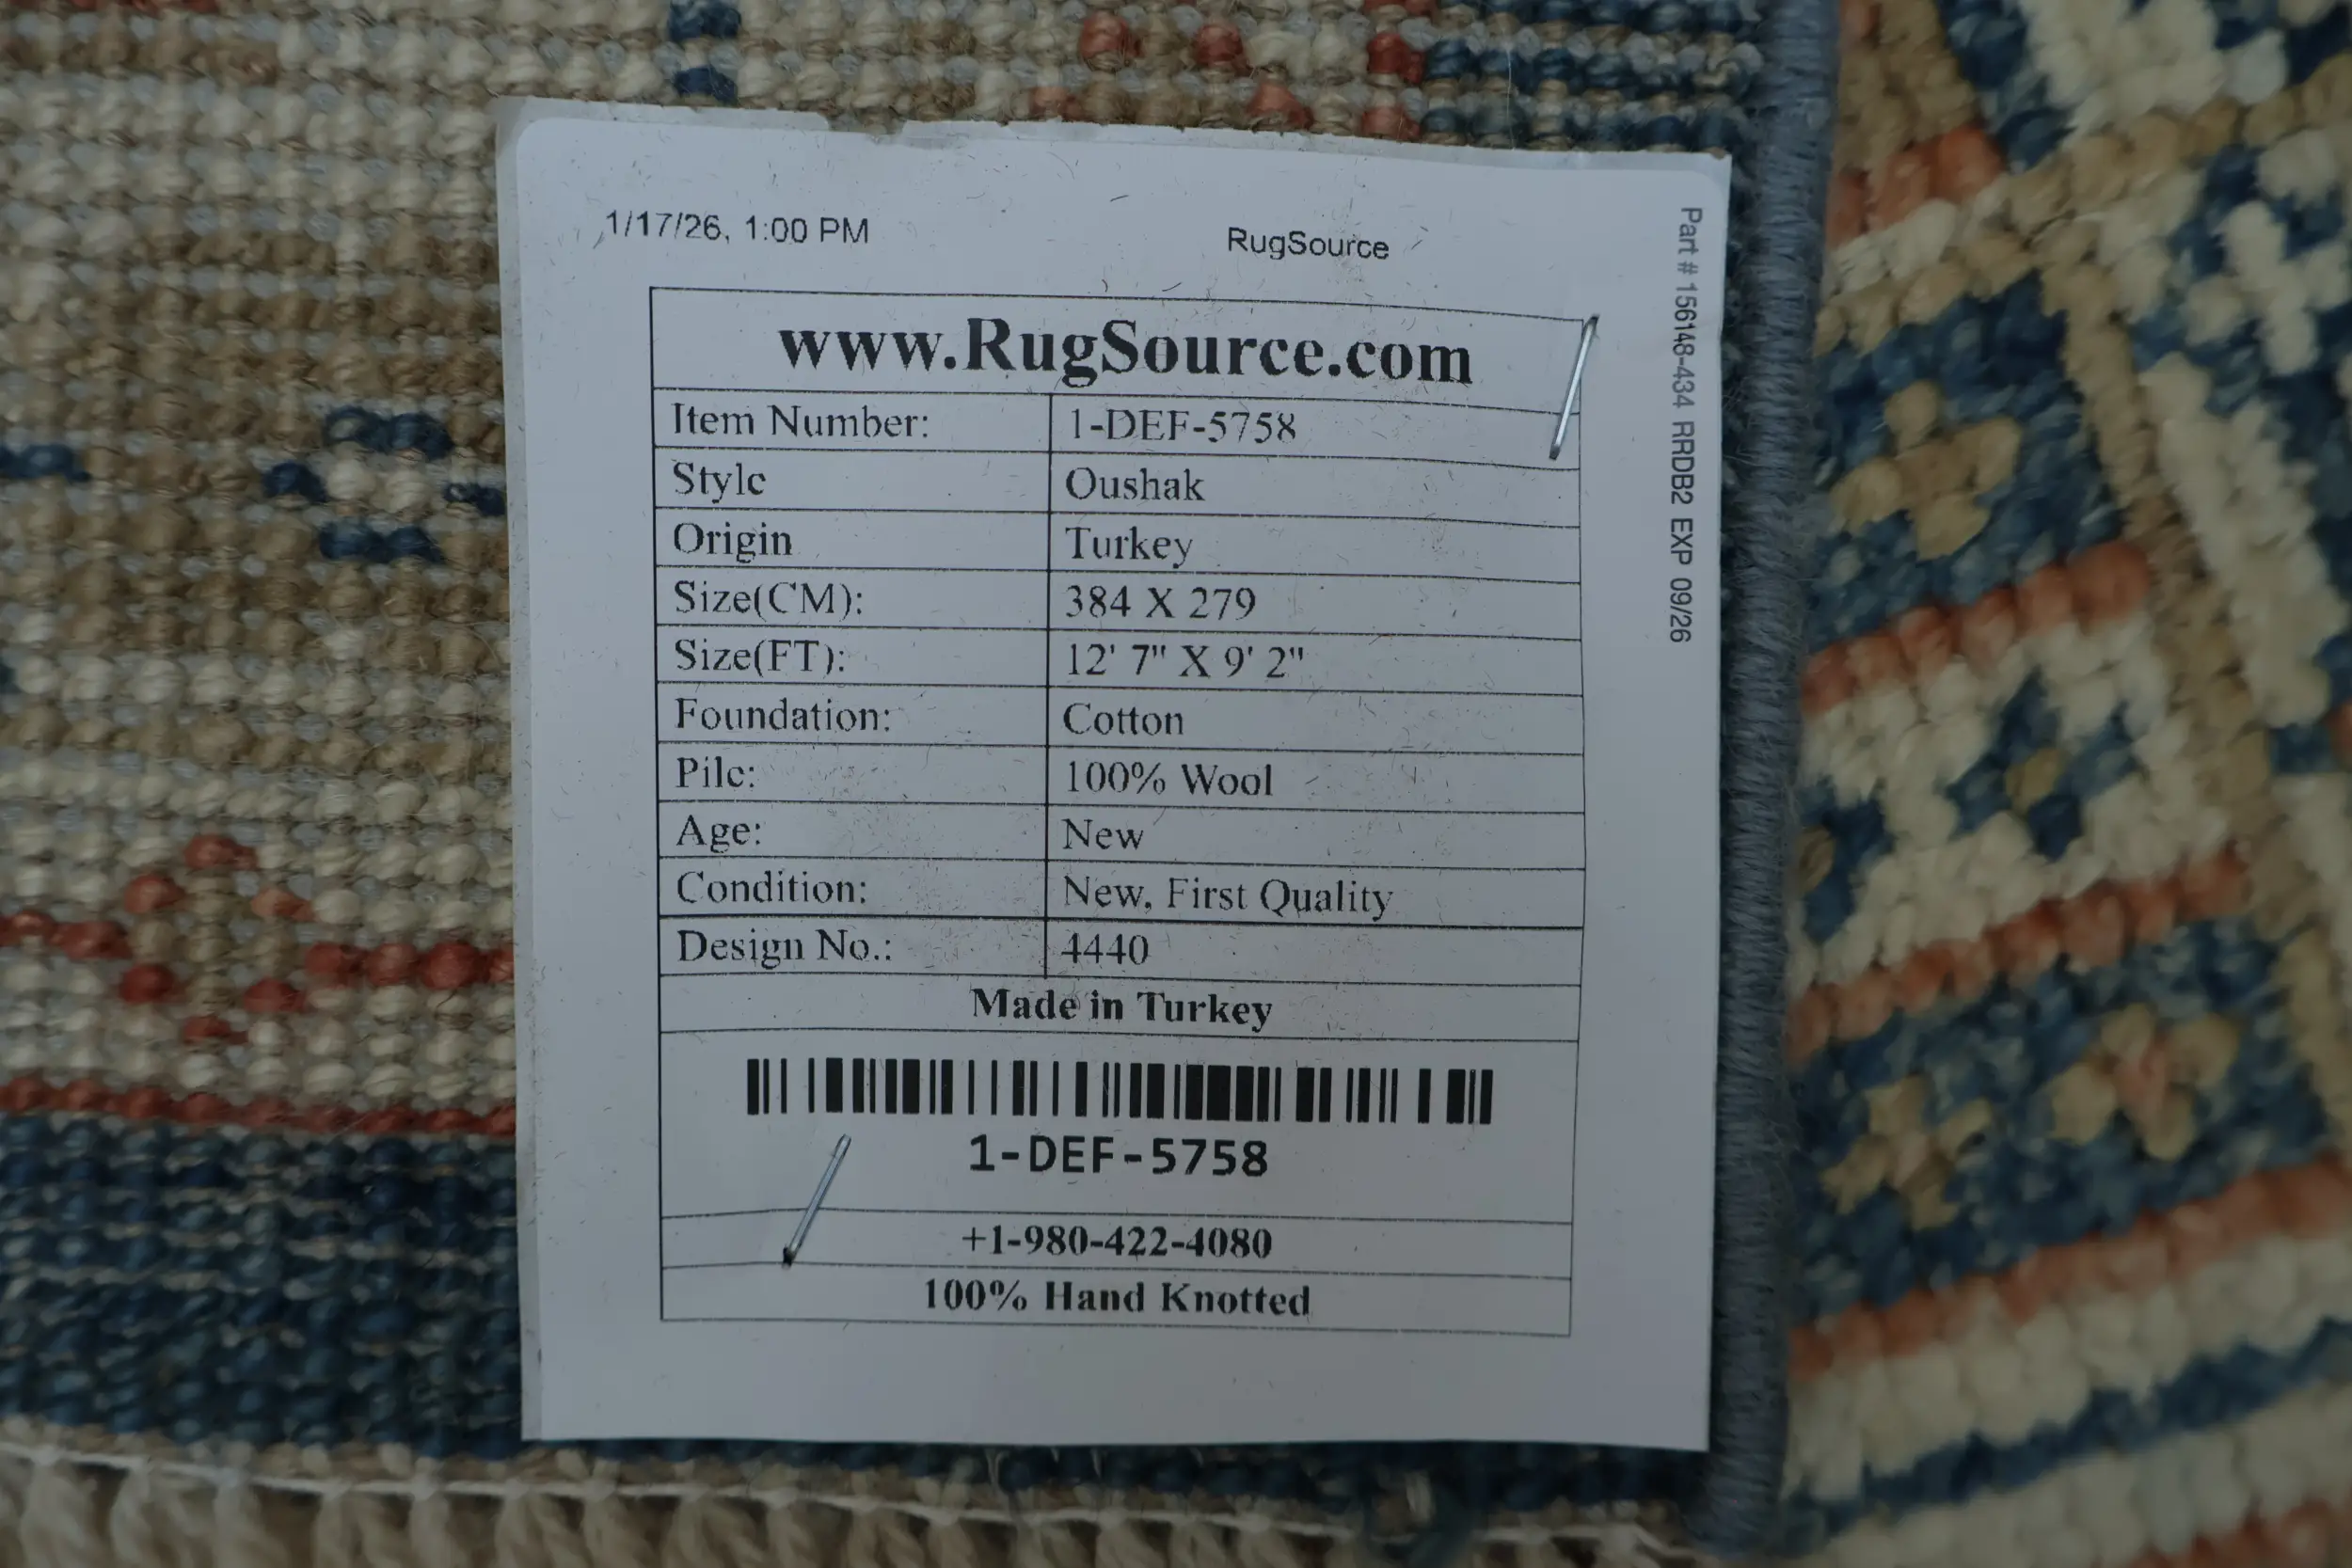 1/17/26, 1:00 PM
RugSource
Part # 156148-434 RRDB2 EXP 09/26
www.RugSource.com
Item Number: 1-DEF-5758
Style Oushak
Origin Turkey
Size(CM): 384 X 279
Size(FT): 12' 7" X 9' 2"
Foundation: Cotton
Pile: 100% Wool
Age: New
Condition: New, First Quality
Design No.: 4440
Made in Turkey
1-DEF-5758
+1-980-422-4080
100% Hand Knotted